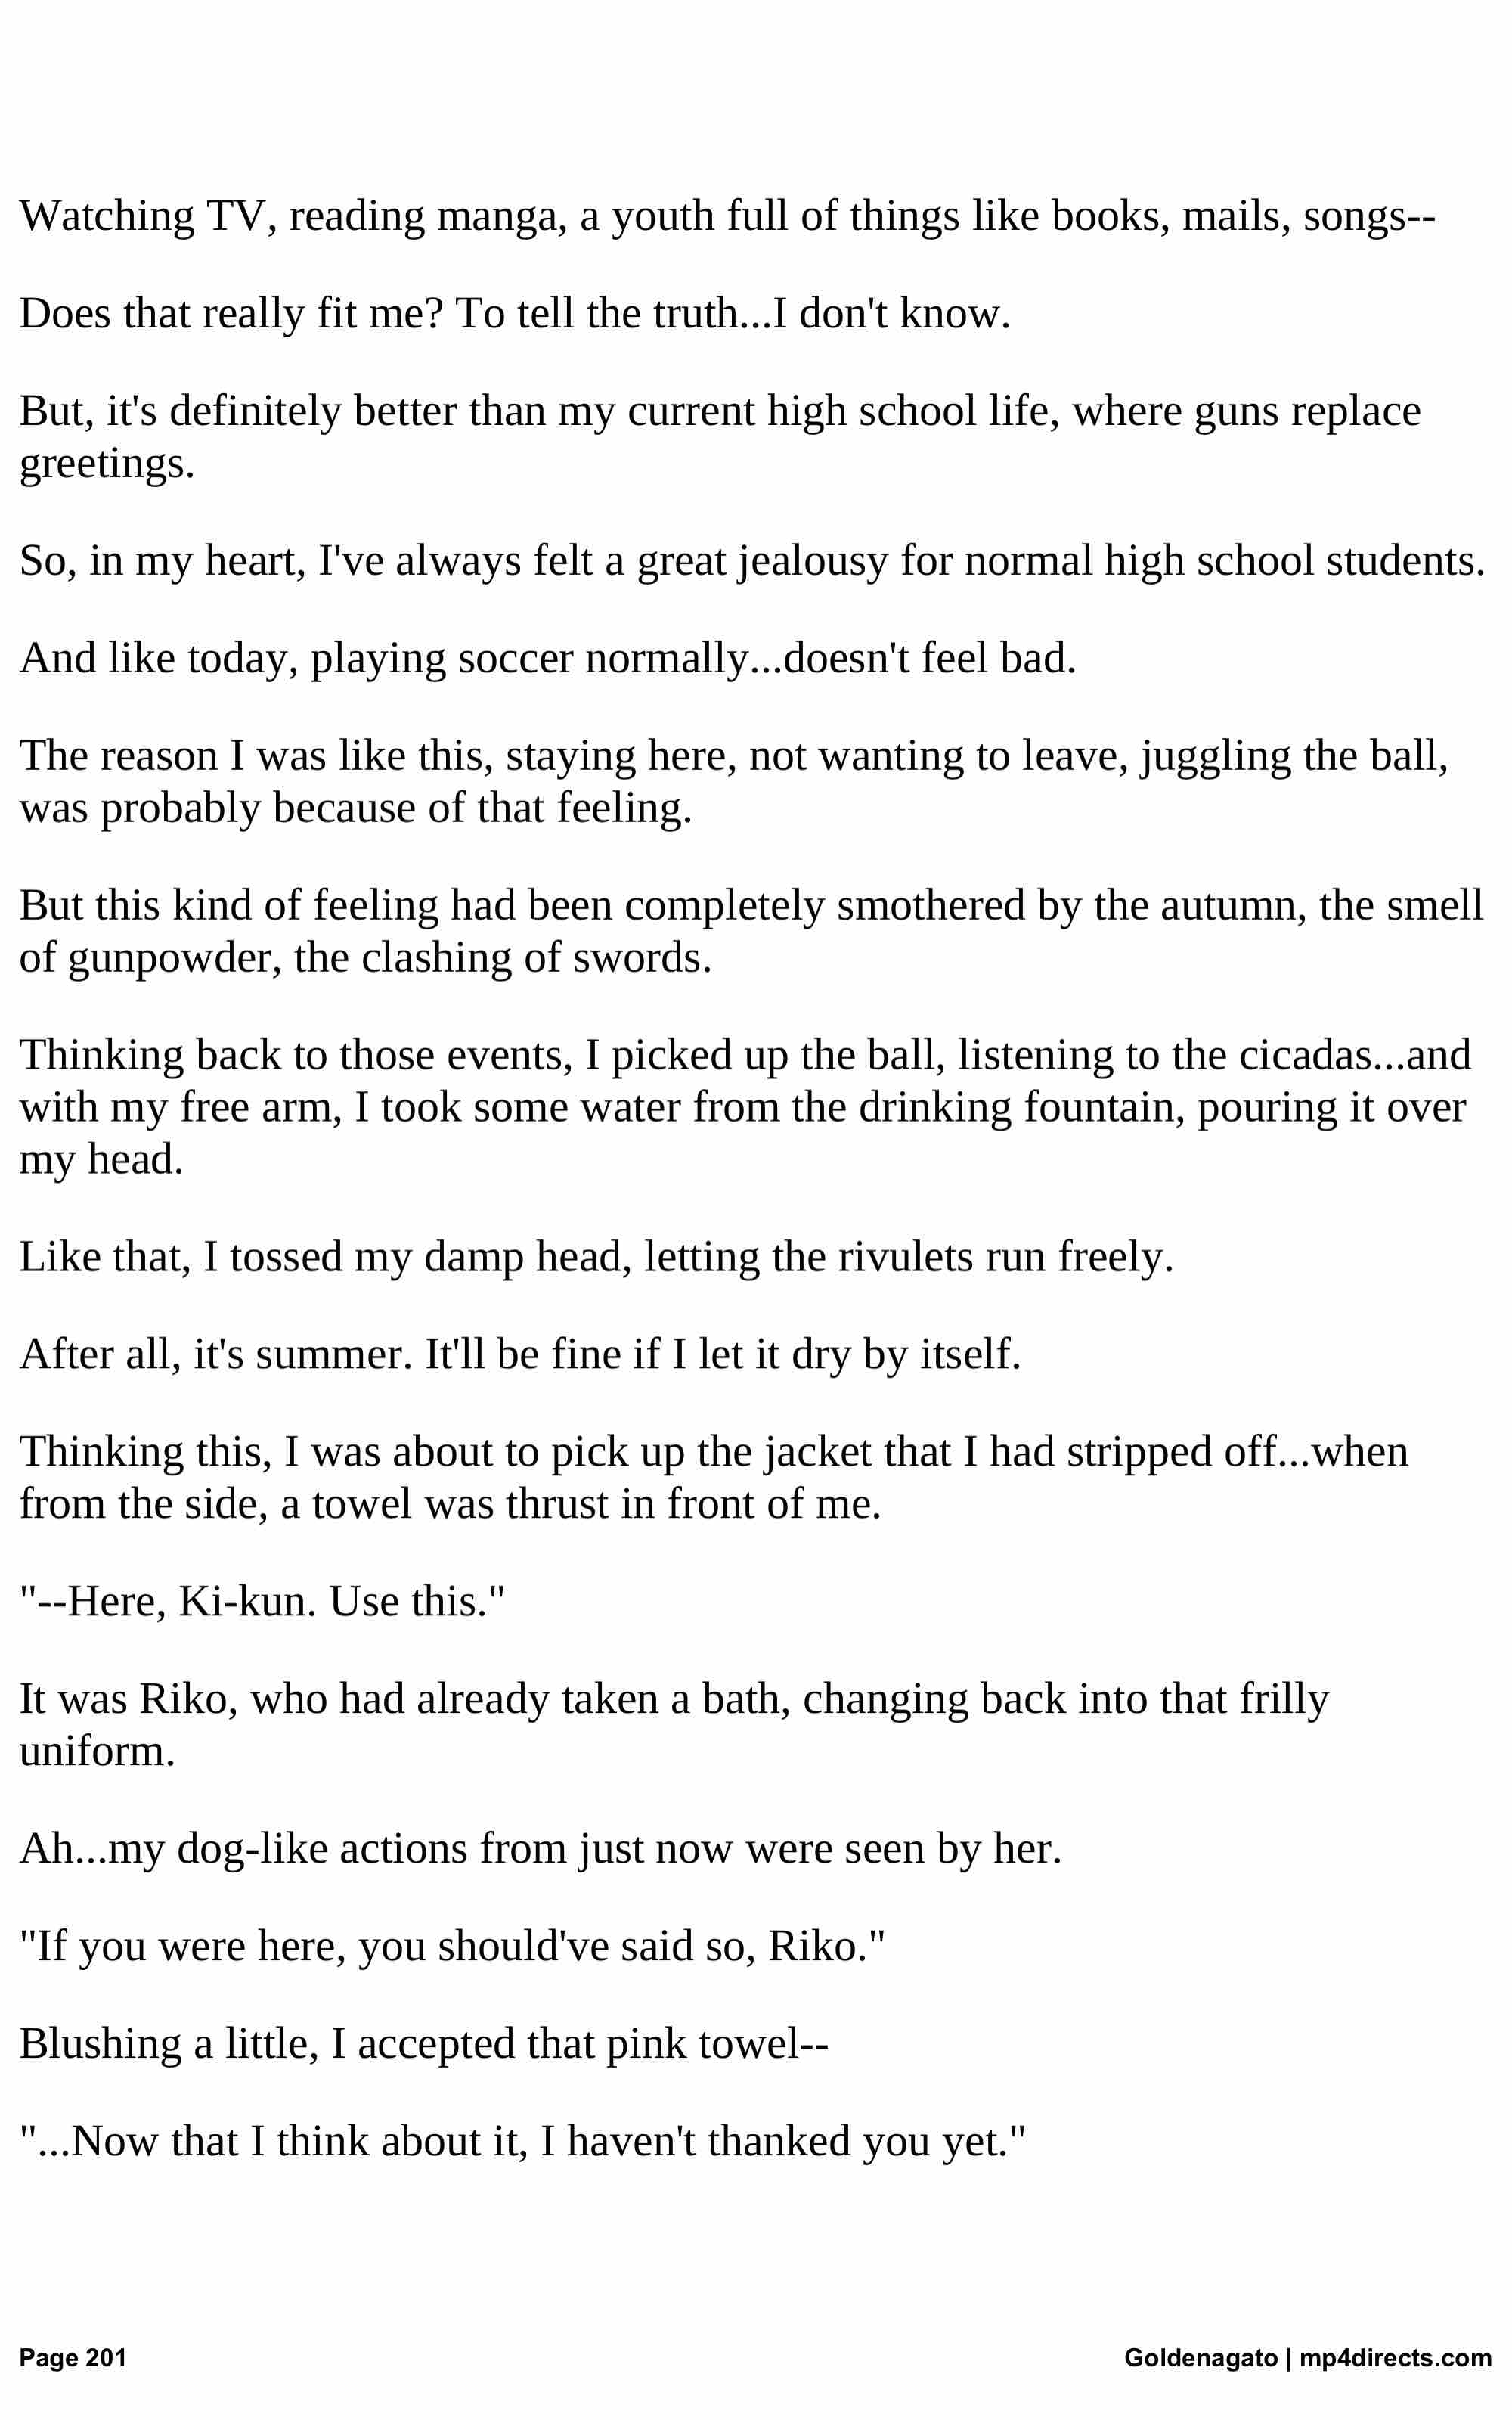 Watching TV, reading manga, a youth full of things like books, mails, songs--
Does that really fit me? To tell the truth...I don't know.
But, it's definitely better than my current high school life, where guns replace
greetings.
So, in my heart, I've always felt a great jealousy for normal high school students.
And like today, playing soccer normally...doesn't feel bad.
The reason I was like this, staying here, not wanting to leave, juggling the ball,
was probably because of that feeling.
But this kind of feeling had been completely smothered by the autumn, the smell
of gunpowder, the clashing of swords.
Thinking back to those events, I picked up the ball, listening to the cicadas...and
with my free arm, I took some water from the drinking fountain, pouring it over
my head.
Like that, I tossed my damp head, letting the rivulets run freely.
After all, it's summer. It'll be fine if I let it dry by itself.
Thinking this, I was about to pick up the jacket that I had stripped off...when
from the side, a towel was thrust in front of me.
"--Here, Ki-kun. Use this."
It was Riko, who had already taken a bath, changing back into that frilly
uniform.
Ah...my dog-like actions from just now were seen by her.
"If you were here, you should've said so, Riko."
Blushing a little, I accepted that pink towel--
"...Now that I think about it, I haven't thanked you yet."
Page 201
Goldenagato | mp4directs.com